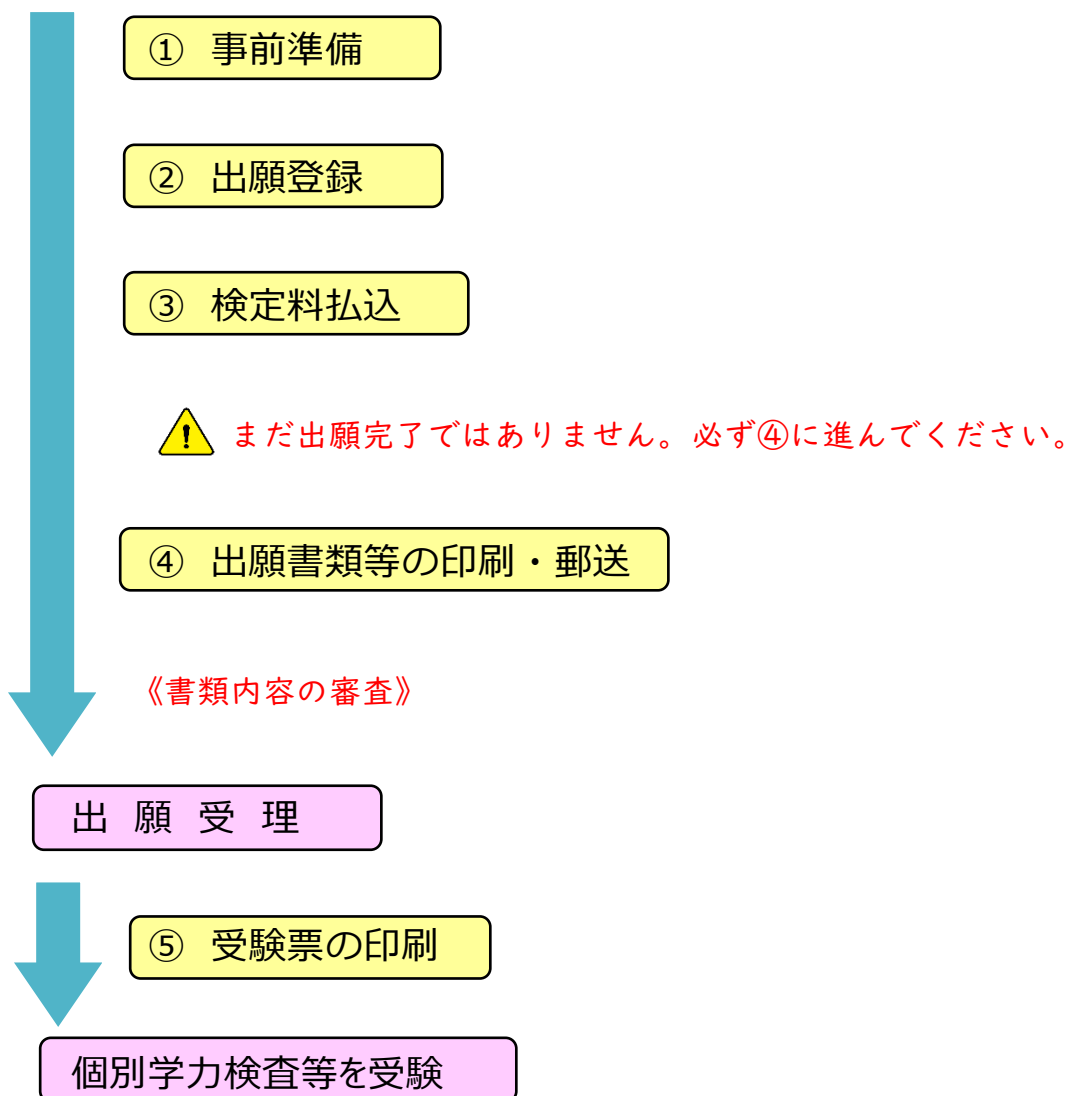 ① 事前準備
② 出願登録
③ 検定料払込
まだ出願完了ではありません。必ず④に進んでください。
④ 出願書類等の印刷・郵送
《書類内容の審査》
出 願 受 理
⑤ 受験票の印刷
個別学力検査等を受験